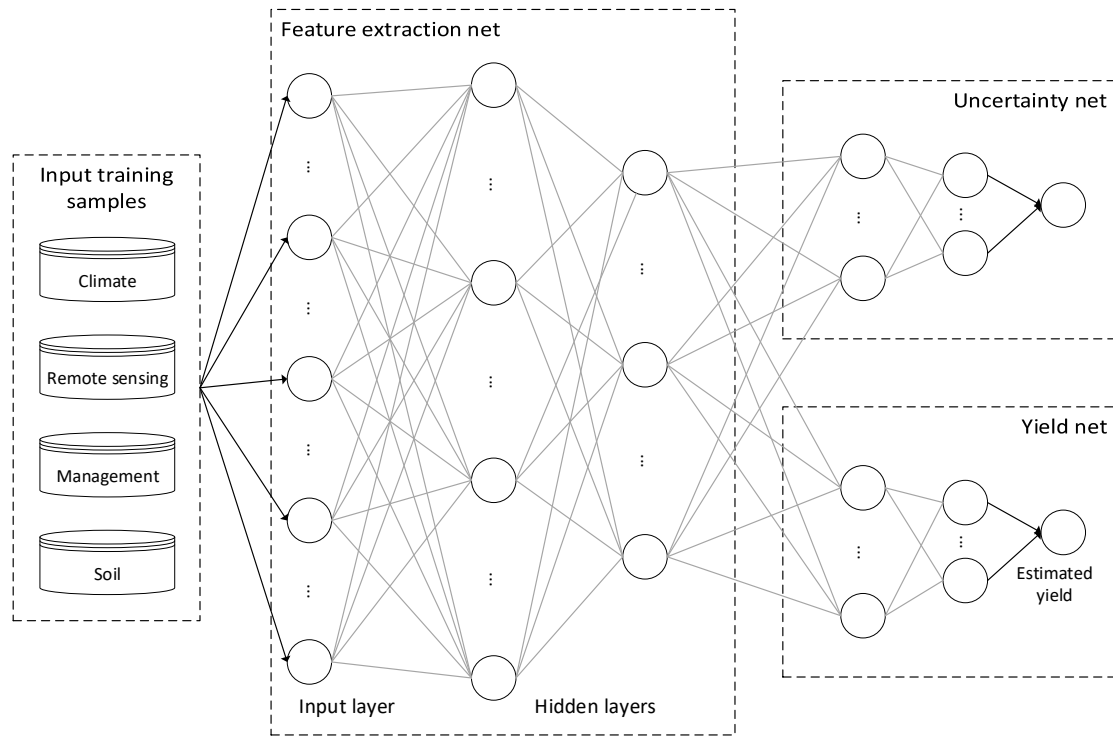 Feature extraction net
Uncertainty net
Input training
samples
Climate
Remote sensing
Management
Soil
Yield net
Estimated
yield
Input layer
Hidden layers